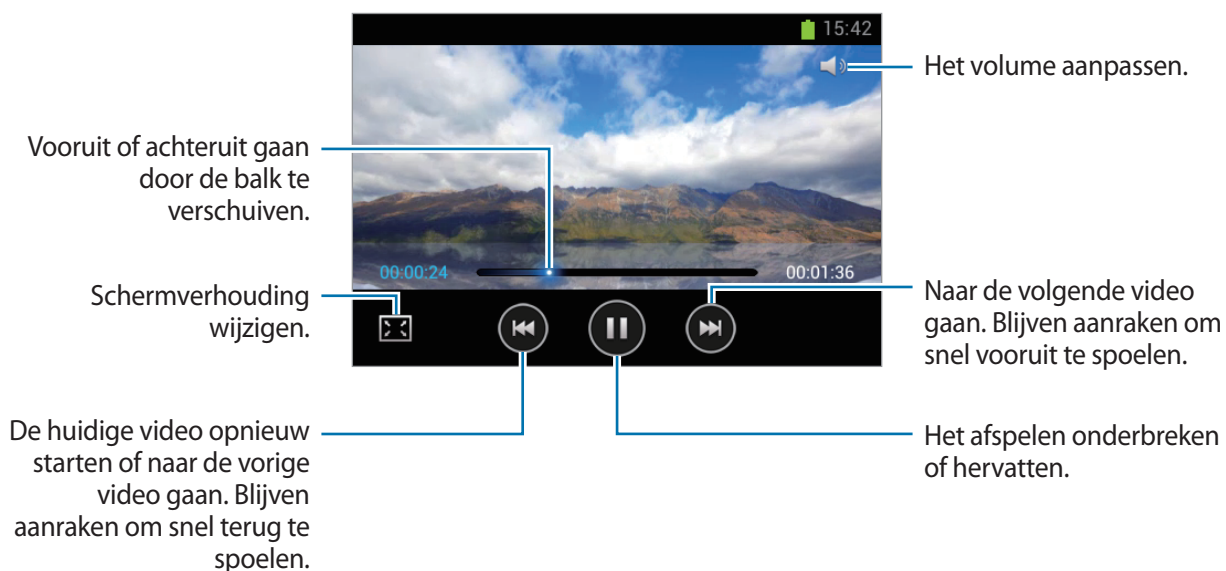 15:42
Het volume aanpassen.
Vooruit of achteruit gaan
door de balk te
verschuiven.
00:00:24
00:01:36
Schermverhouding
wijzigen.
Naar de volgende video
gaan. Blijven aanraken om
snel vooruit te spoelen.
De huidige video opnieuw
starten of naar de vorige
video gaan. Blijven
aanraken om snel terug te
spoelen.
Het afspelen onderbreken
of hervatten.